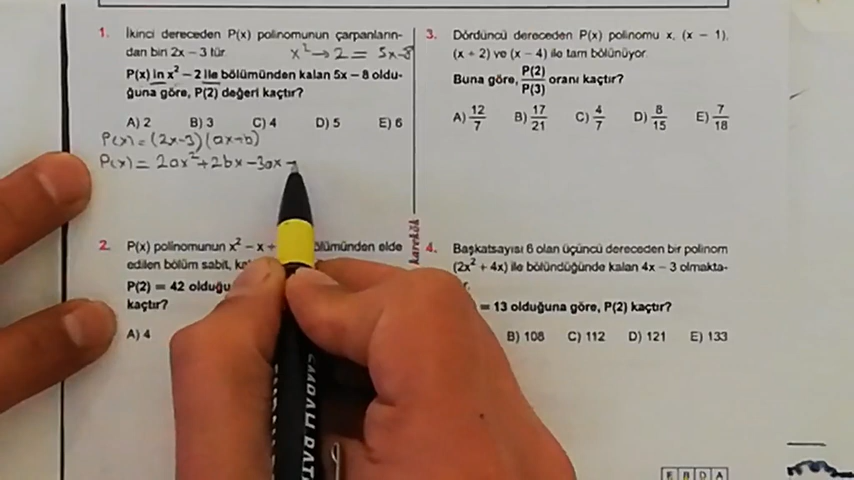 1. İkinci dereceden P(x) polinomunun çarpanların-
dan biri 2x – 3 tür.
x² → 2 = 5x-8
P(x) in x² – 2 ile bölümünden kalan 5x – 8 oldu-
ğuna göre, P(2) değeri kaçtır?
A) 2 B) 3 C) 4 D) 5 E) 6
P(x) = (2x-3)(ax+b)
P(x) = 2ax²+2bx-3ax-
2. P(x) polinomunun x² – x + bölümünden elde
edilen bölüm sabit,
P(2) = 42
kaçtır?
A) 4
karekök
3. Dördüncü dereceden P(x) polinomu x, (x – 1),
(x + 2) ve (x – 4) ile tam bölünüyor.
Buna göre, P(2)/P(3) oranı kaçtır?
A) 12/7 B) 17/21 C) 4/7 D) 8/15 E) 7/18
4. Başkatsayısı 6 olan üçüncü dereceden bir polinom
(2x² + 4x) ile bölündüğünde kalan 4x – 3 olmakta-
= 13 olduğuna göre, P(2) kaçtır?
B) 108 C) 112 D) 121 E) 133
E B D A